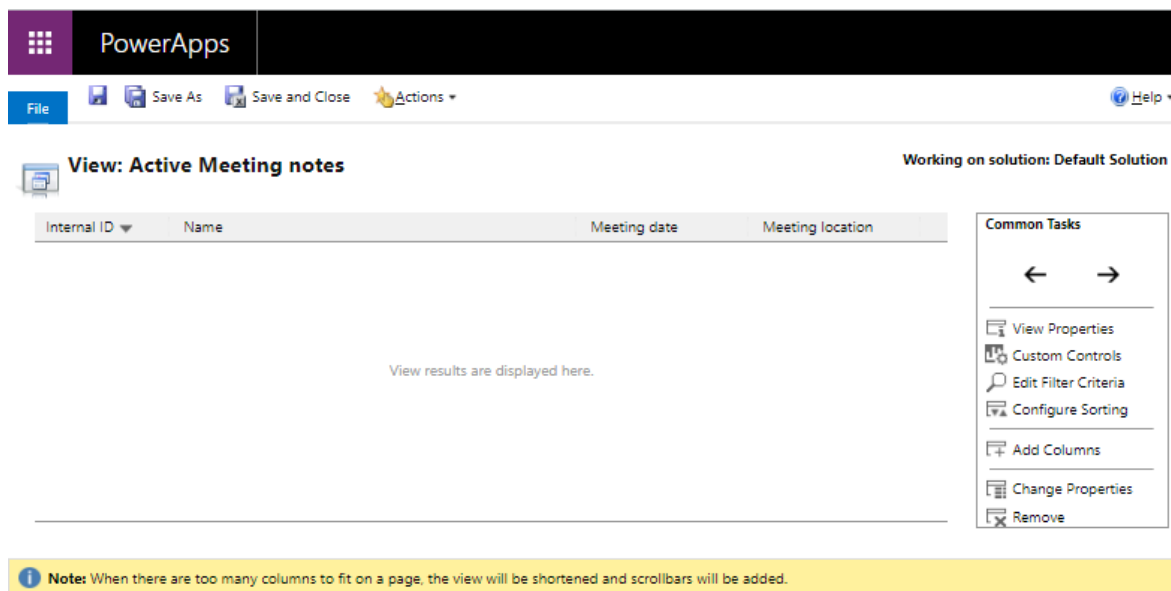 PowerApps
File Save As Save and Close Actions Help
View: Active Meeting notes
Working on solution: Default Solution
Internal ID Name Meeting date Meeting location
Common Tasks
View Properties
Custom Controls
View results are displayed here.
Edit Filter Criteria
Configure Sorting
Add Columns
Change Properties
Remove
Note: When there are too many columns to fit on a page, the view will be shortened and scrollbars will be added.